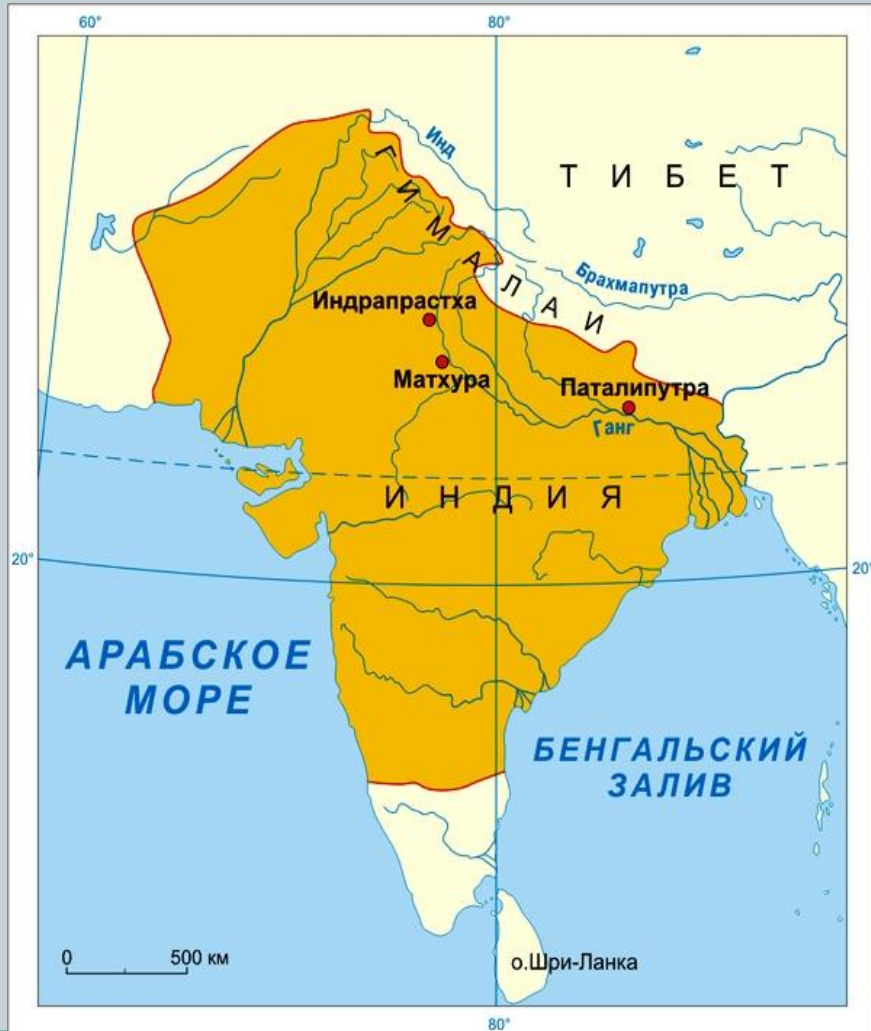 60°
80°
Инд
ТИБЕТ
ГИМАЛАИ
Брахмапутра
Индрапрастха
Матхура
Паталипутра
Ганг
ИНДИЯ
20°
20°
АРАБСКОЕ
МОРЕ
БЕНГАЛЬСКИЙ
ЗАЛИВ
0 500 км
о.Шри-Ланка
80°